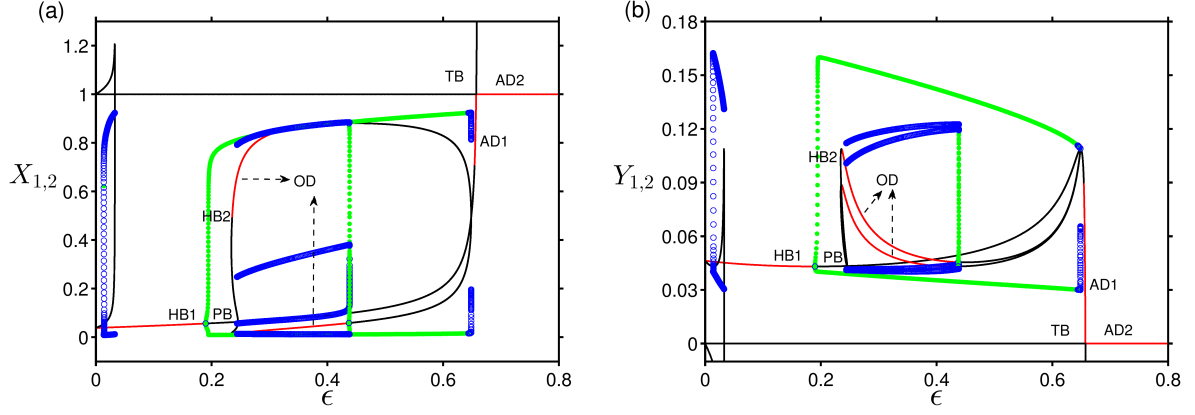 (a)
1.2
1
0.8
0.6
0.4
0.2
0
X1,2
0 0.2 0.4 0.6 0.8
ϵ
TB AD2
AD1
OD
HB2
HB1 PB
(b)
0.18
0.15
0.12
0.09
0.06
0.03
0
Y1,2
0 0.2 0.4 0.6 0.8
ϵ
HB2
OD
HB1 PB
AD1
TB AD2